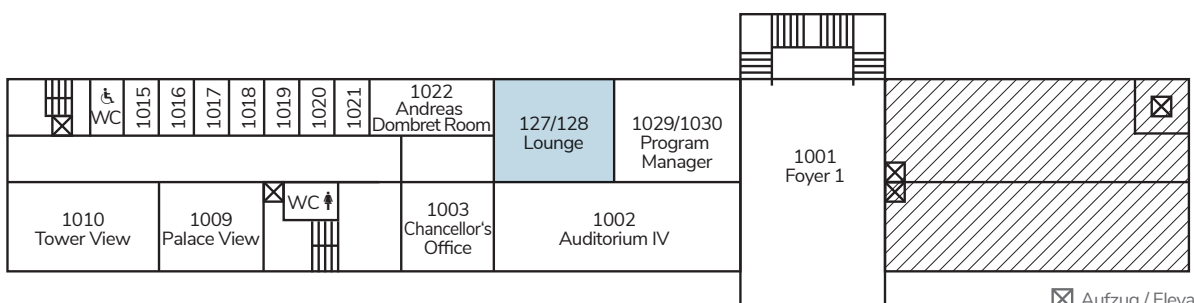 WC
1015
1016
1017
1018
1019
1020
1021
1022
Andreas
Dombret Room
127/128
Lounge
1029/1030
Program
Manager
1001
Foyer 1
1010
Tower View
1009
Palace View
WC
1003
Chancellor's
Office
1002
Auditorium IV
Aufzug / Eleva